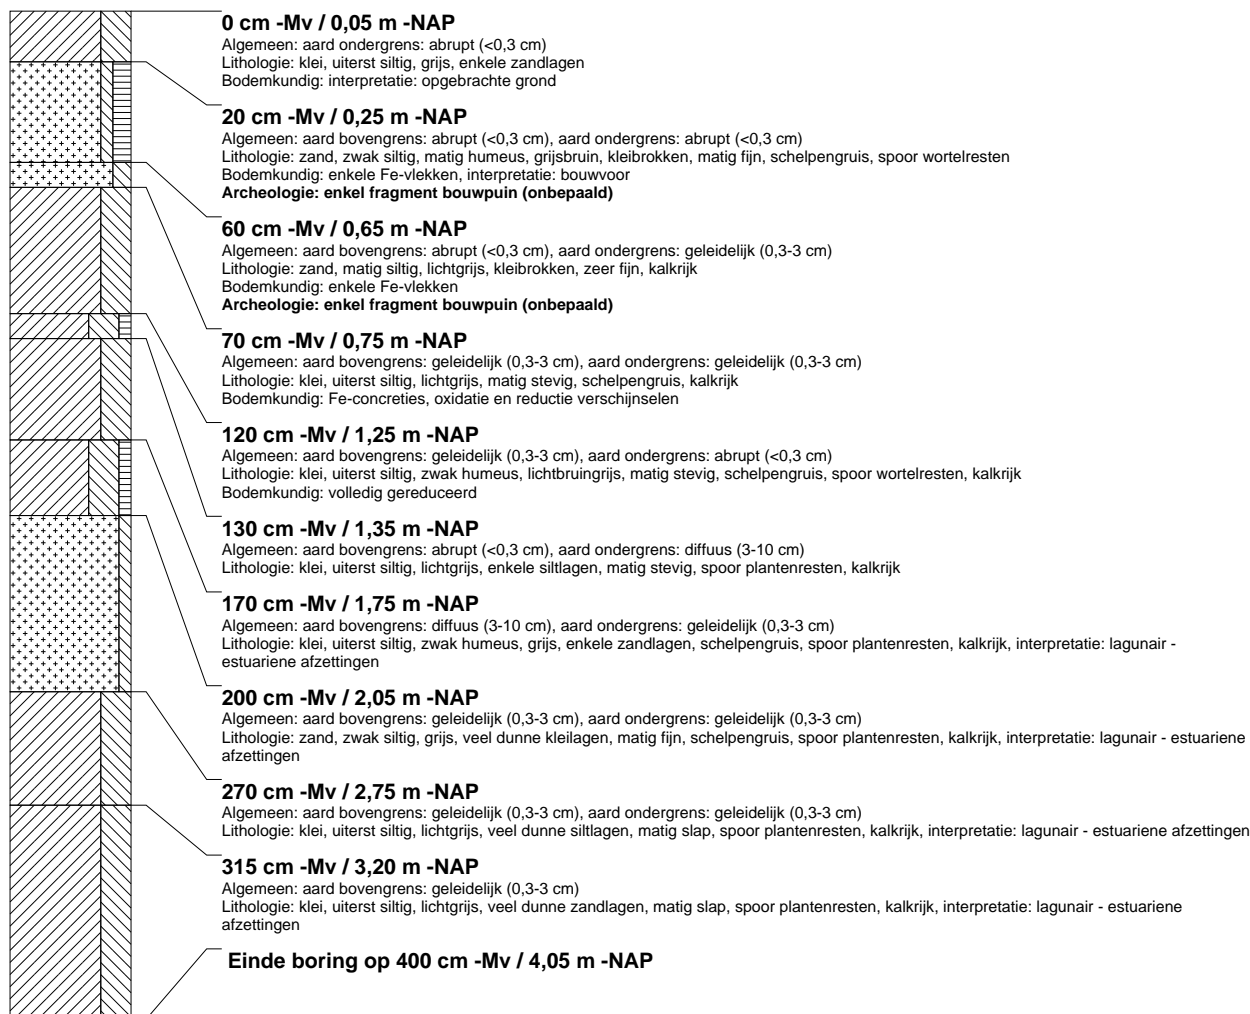 0 cm -Mv / 0,05 m -NAP
Algemeen: aard ondergrens: abrupt (<0,3 cm)
Lithologie: klei, uiterst siltig, grijs, enkele zandlagen
Bodemkundig: interpretatie: opgebrachte grond
20 cm -Mv / 0,25 m -NAP
Algemeen: aard bovengrens: abrupt (<0,3 cm), aard ondergrens: abrupt (<0,3 cm)
Lithologie: zand, zwak siltig, matig humeus, grijsbruin, kleibrokken, matig fijn, schelpengruis, spoor wortelresten
Bodemkundig: enkele Fe-vlekken, interpretatie: bouwvoor
Archeologie: enkel fragment bouwpuin (onbepaald)
60 cm -Mv / 0,65 m -NAP
Algemeen: aard bovengrens: abrupt (<0,3 cm), aard ondergrens: geleidelijk (0,3-3 cm)
Lithologie: zand, matig siltig, lichtgrijs, kleibrokken, zeer fijn, kalkrijk
Bodemkundig: enkele Fe-vlekken
Archeologie: enkel fragment bouwpuin (onbepaald)
70 cm -Mv / 0,75 m -NAP
Algemeen: aard bovengrens: geleidelijk (0,3-3 cm), aard ondergrens: geleidelijk (0,3-3 cm)
Lithologie: klei, uiterst siltig, lichtgrijs, matig stevig, schelpengruis, kalkrijk
Bodemkundig: Fe-concreties, oxidatie en reductie verschijnselen
120 cm -Mv / 1,25 m -NAP
Algemeen: aard bovengrens: geleidelijk (0,3-3 cm), aard ondergrens: abrupt (<0,3 cm)
Lithologie: klei, uiterst siltig, zwak humeus, lichtbruingrijs, matig stevig, schelpengruis, spoor wortelresten, kalkrijk
Bodemkundig: volledig gereduceerd
130 cm -Mv / 1,35 m -NAP
Algemeen: aard bovengrens: abrupt (<0,3 cm), aard ondergrens: diffuus (3-10 cm)
Lithologie: klei, uiterst siltig, lichtgrijs, enkele siltlagen, matig stevig, spoor plantenresten, kalkrijk
170 cm -Mv / 1,75 m -NAP
Algemeen: aard bovengrens: diffuus (3-10 cm), aard ondergrens: geleidelijk (0,3-3 cm)
Lithologie: klei, uiterst siltig, zwak humeus, grijs, enkele zandlagen, schelpengruis, spoor plantenresten, kalkrijk, interpretatie: lagunair -
estuariene afzettingen
200 cm -Mv / 2,05 m -NAP
Algemeen: aard bovengrens: geleidelijk (0,3-3 cm), aard ondergrens: geleidelijk (0,3-3 cm)
Lithologie: zand, zwak siltig, grijs, veel dunne kleilagen, matig fijn, schelpengruis, spoor plantenresten, kalkrijk, interpretatie: lagunair - estuariene
afzettingen
270 cm -Mv / 2,75 m -NAP
Algemeen: aard bovengrens: geleidelijk (0,3-3 cm), aard ondergrens: geleidelijk (0,3-3 cm)
Lithologie: klei, uiterst siltig, lichtgrijs, veel dunne siltlagen, matig slap, spoor plantenresten, kalkrijk, interpretatie: lagunair - estuariene afzettingen
315 cm -Mv / 3,20 m -NAP
Algemeen: aard bovengrens: geleidelijk (0,3-3 cm)
Lithologie: klei, uiterst siltig, lichtgrijs, veel dunne zandlagen, matig slap, spoor plantenresten, kalkrijk, interpretatie: lagunair - estuariene
afzettingen
Einde boring op 400 cm -Mv / 4,05 m -NAP